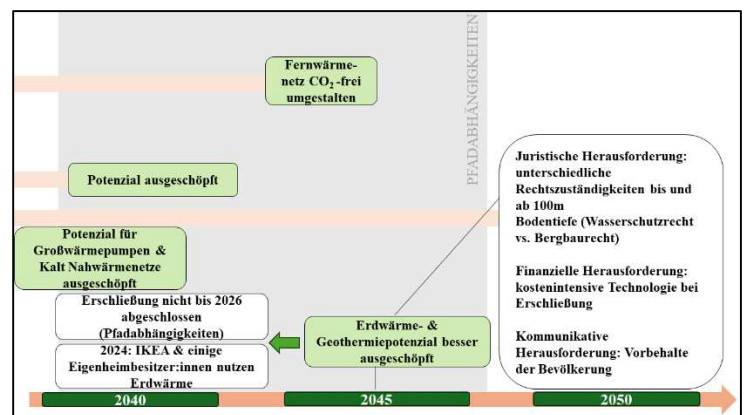 PFADABHÄNGIGKEITEN
Fernwärme-
netz CO₂-frei
umgestalten
Potenzial ausgeschöpft
Potenzial für
Großwärmepumpen &
Kalt Nahwärmenetze
ausgeschöpft
Erschließung nicht bis 2026
abgeschlossen
(Pfadabhängigkeiten)
2024: IKEA & einige
Eigenheimbesitzer:innen nutzen
Erdwärme
Erdwärme- &
Geothermiepotenzial besser
ausgeschöpft
Juristische Herausforderung:
unterschiedliche
Rechtszuständigkeiten bis und
ab 100m
Bodentiefe (Wasserschutzrecht
vs. Bergbaurecht)
Finanzielle Herausforderung:
kostenintensive Technologie bei
Erschließung
Kommunikative
Herausforderung: Vorbehalte
der Bevölkerung
2040
2045
2050